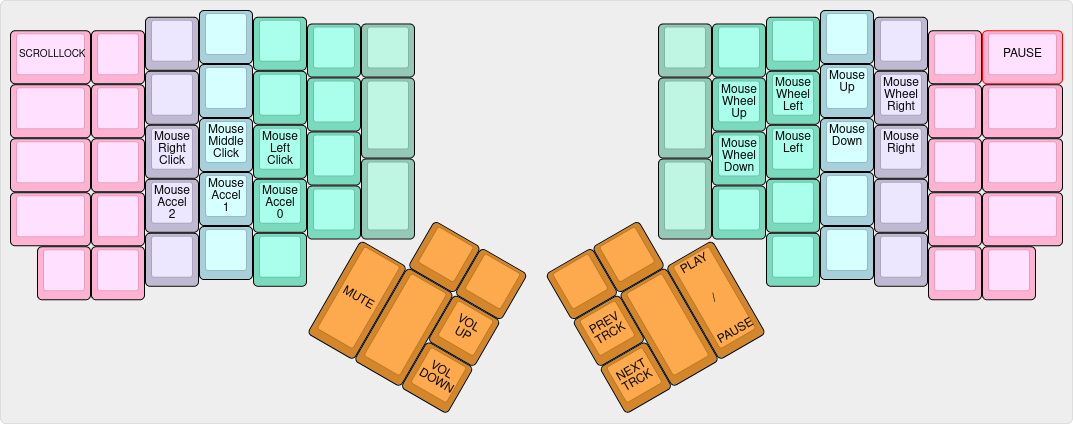 SCROLLLOCK
PAUSE
Mouse
Wheel
Up
Mouse
Wheel
Left
Mouse
Up
Mouse
Wheel
Right
Mouse
Right
Click
Mouse
Middle
Click
Mouse
Left
Click
Mouse
Wheel
Down
Mouse
Left
Mouse
Down
Mouse
Right
Mouse
Accel
2
Mouse
Accel
1
Mouse
Accel
0
MUTE
VOL
UP
VOL
DOWN
PREV
TRCK
NEXT
TRCK
PLAY
/
PAUSE